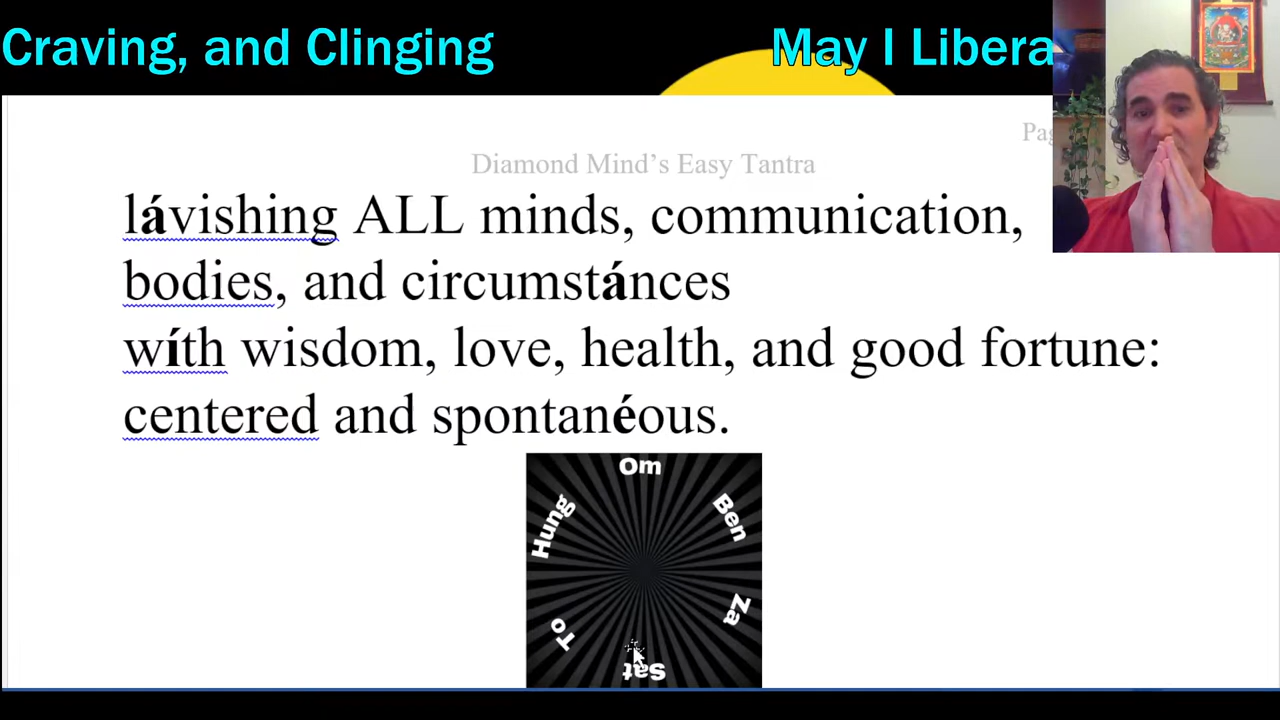 Craving, and Clinging
May I Libera
Pag
Diamond Mind’s Easy Tantra
lávishing ALL minds, communication,
bodies, and circumstánces
wíth wisdom, love, health, and good fortune:
centered and spontanéous.
Om
Ben
Za
Sat
To
Hung